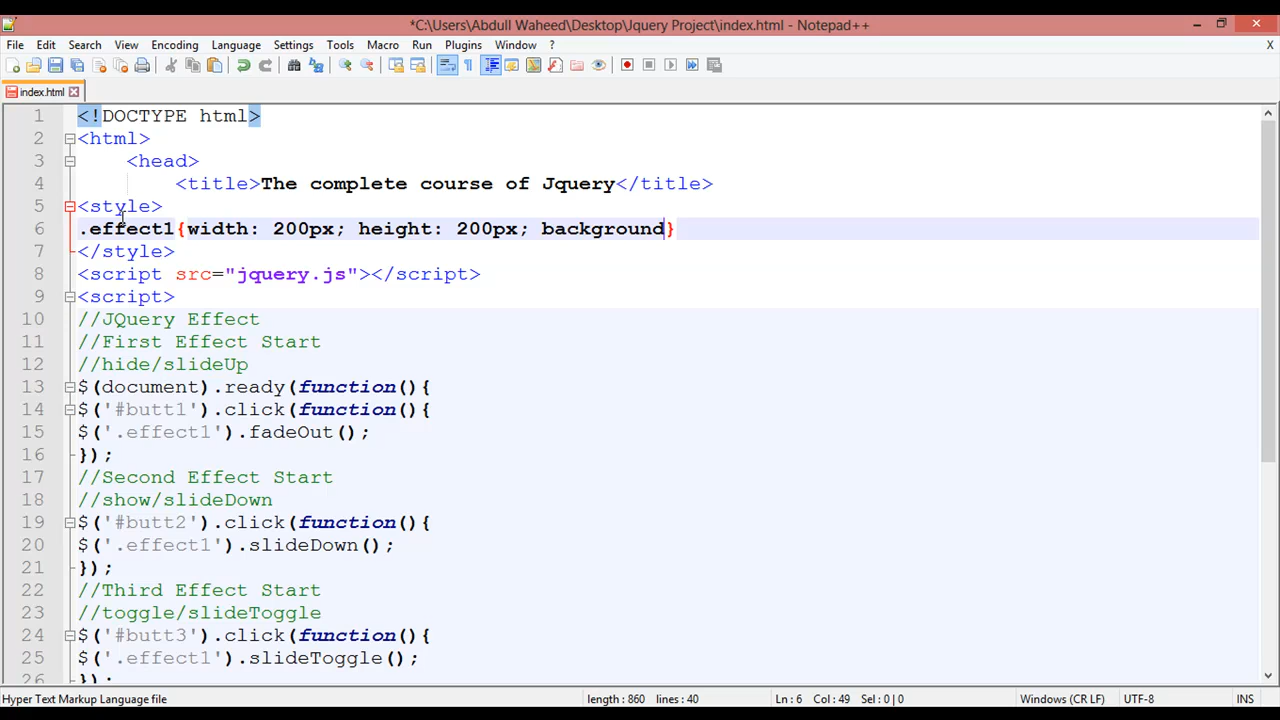 *C:\Users\Abdull Waheed\Desktop\Jquery Project\index.html - Notepad++
File Edit Search View Encoding Language Settings Tools Macro Run Plugins Window ? X
index.html
1 <!DOCTYPE html>
2 <html>
3 <head>
4 <title>The complete course of Jquery</title>
5 <style>
6 .effect1{width: 200px; height: 200px; background}
7 </style>
8 <script src="jquery.js"></script>
9 <script>
10 //JQuery Effect
11 //First Effect Start
12 //hide/slideUp
13 $(document).ready(function(){
14 $('#butt1').click(function(){
15 $('.effect1').fadeOut();
16 });
17 //Second Effect Start
18 //show/slideDown
19 $('#butt2').click(function(){
20 $('.effect1').slideDown();
21 });
22 //Third Effect Start
23 //toggle/slideToggle
24 $('#butt3').click(function(){
25 $('.effect1').slideToggle();
26 });
Hyper Text Markup Language file length : 860 lines : 40 Ln : 6 Col : 49 Sel : 0 | 0 Windows (CR LF) UTF-8 INS